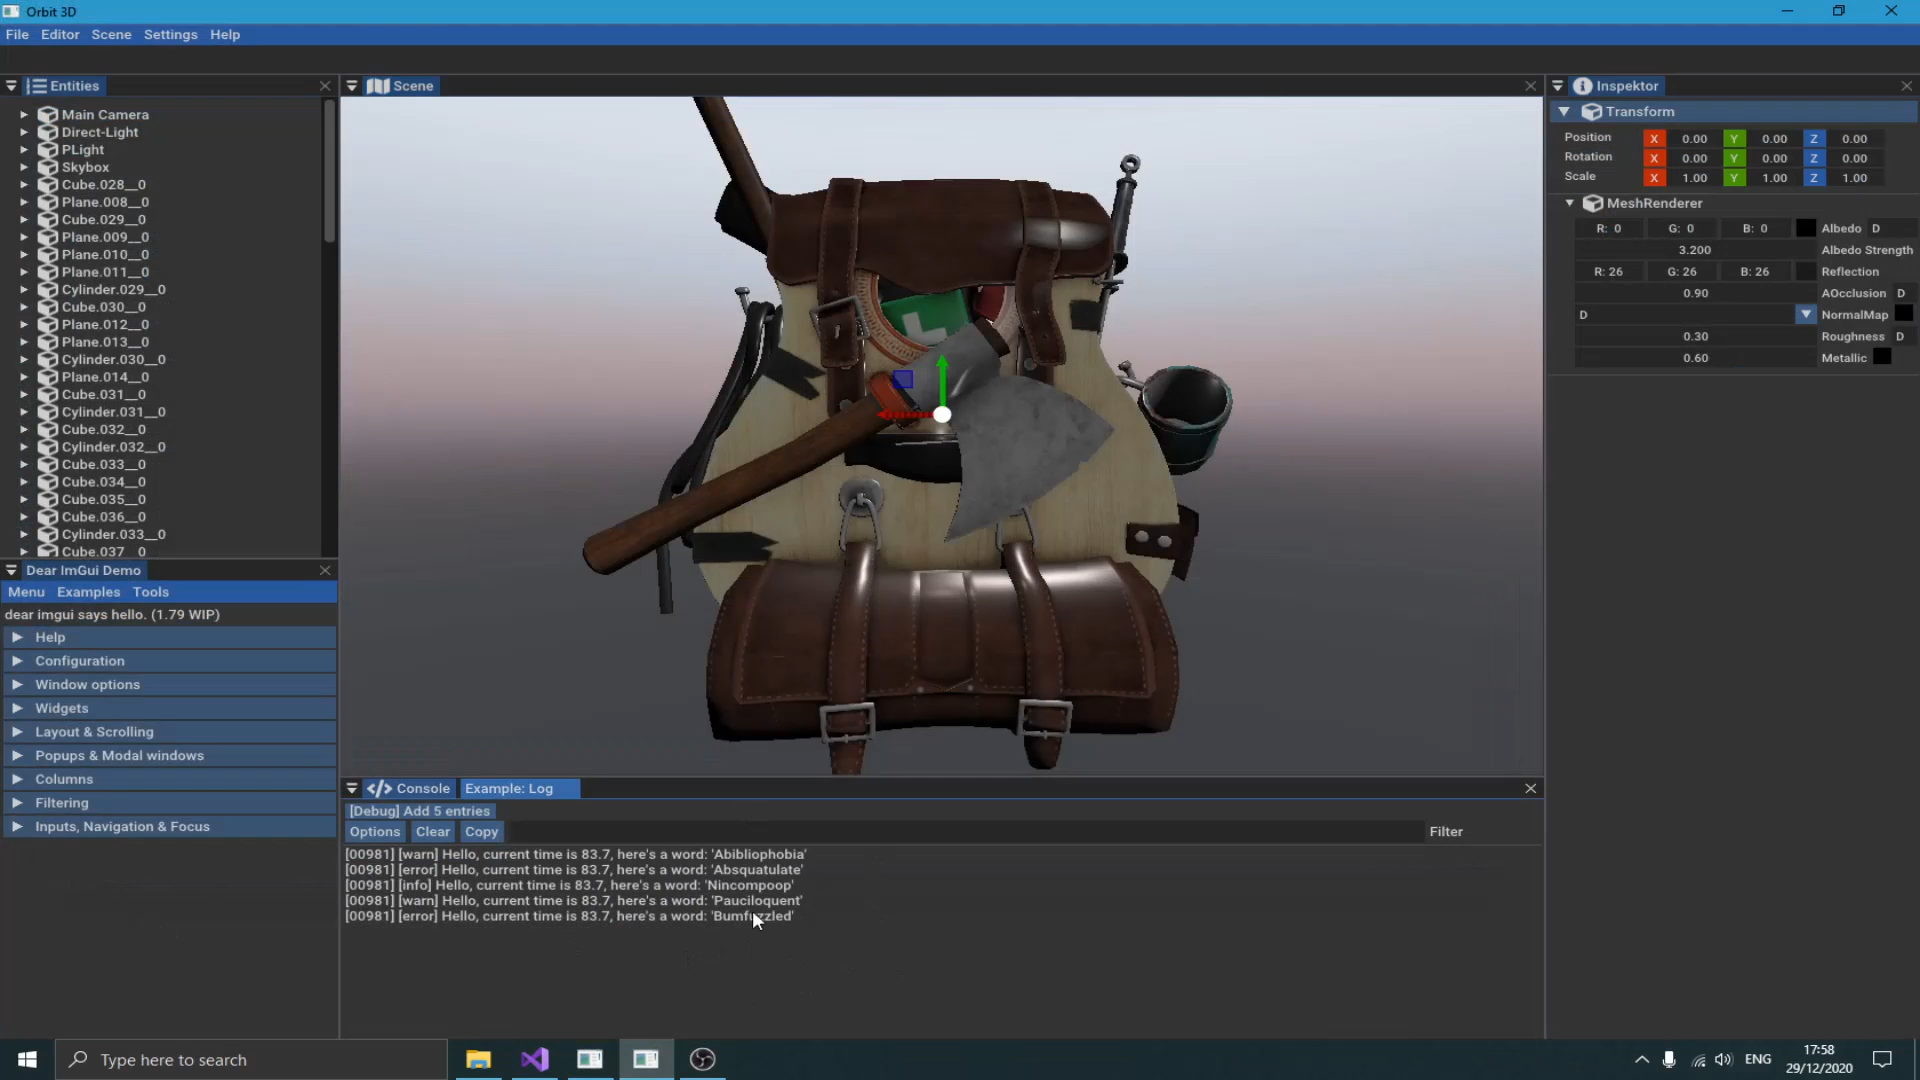 Orbit 3D
File Editor Scene Settings Help
Entities
Main Camera
Direct-Light
PLight
Skybox
Cube.028__0
Plane.008__0
Cube.029__0
Plane.009__0
Plane.010__0
Plane.011__0
Cylinder.029__0
Cube.030__0
Plane.012__0
Plane.013__0
Cylinder.030__0
Plane.014__0
Cube.031__0
Cylinder.031__0
Cube.032__0
Cylinder.032__0
Cube.033__0
Cube.034__0
Cube.035__0
Cube.036__0
Cylinder.033__0
Cube.037__0
Dear ImGui Demo
Menu Examples Tools
dear imgui says hello. (1.79 WIP)
Help
Configuration
Window options
Widgets
Layout & Scrolling
Popups & Modal windows
Columns
Filtering
Inputs, Navigation & Focus
Scene
Console Example: Log
[Debug] Add 5 entries
Options Clear Copy Filter
[00981] [warn] Hello, current time is 83.7, here's a word: 'Abibliophobia'
[00981] [error] Hello, current time is 83.7, here's a word: 'Absquatulate'
[00981] [info] Hello, current time is 83.7, here's a word: 'Nincompoop'
[00981] [warn] Hello, current time is 83.7, here's a word: 'Pauciloquent'
[00981] [error] Hello, current time is 83.7, here's a word: 'Bumfuzzled'
Inspektor
Transform
Position X 0.00 Y 0.00 Z 0.00
Rotation X 0.00 Y 0.00 Z 0.00
Scale X 1.00 Y 1.00 Z 1.00
MeshRenderer
R: 0 G: 0 B: 0 Albedo D
3.200 Albedo Strength
R: 26 G: 26 B: 26 Reflection
0.90 AOcclusion D
D NormalMap
0.30 Roughness D
0.60 Metallic
Type here to search
ENG
17:58
29/12/2020